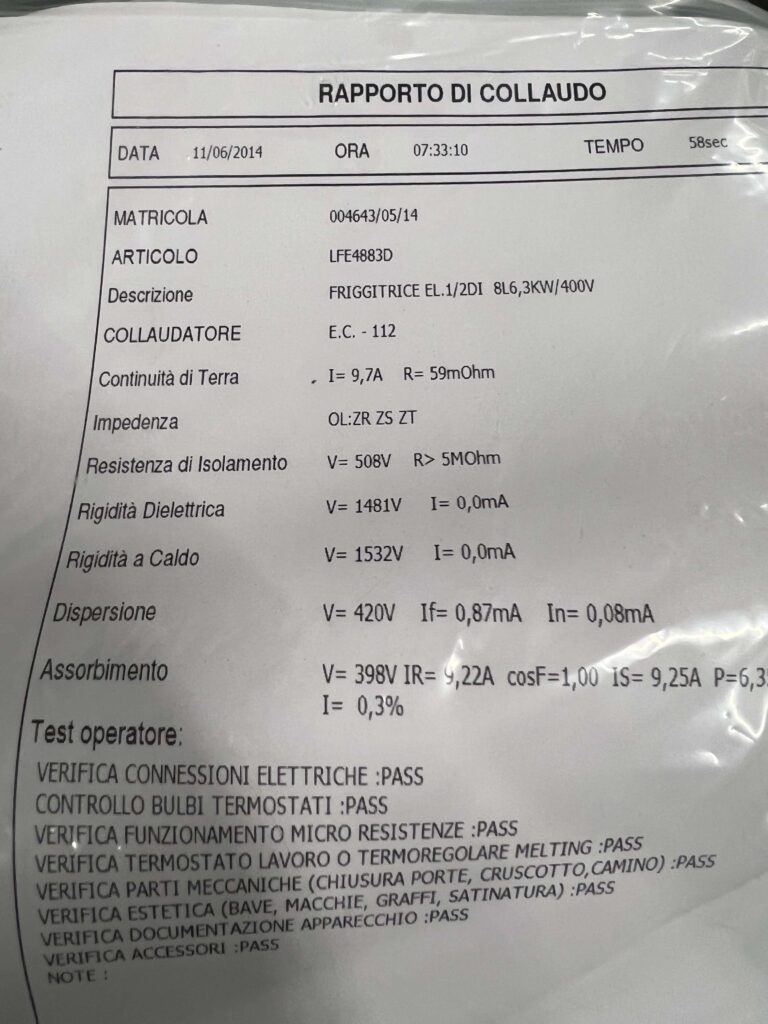 RAPPORTO DI COLLAUDO
DATA 11/06/2014 ORA 07:33:10 TEMPO 58sec
MATRICOLA 004643/05/14
ARTICOLO LFE4883D
Descrizione FRIGGITRICE EL.1/2DI 8L6,3KW/400V
COLLAUDATORE E.C. - 112
Continuità di Terra I= 9,7A R= 59mOhm
Impedenza OL:ZR ZS ZT
Resistenza di Isolamento V= 508V R> 5MOhm
Rigidità Dielettrica V= 1481V I= 0,0mA
Rigidità a Caldo V= 1532V I= 0,0mA
Dispersione V= 420V If= 0,87mA In= 0,08mA
Assorbimento V= 398V IR= 9,22A cosF=1,00 IS= 9,25A P=6,3
I= 0,3%
Test operatore:
VERIFICA CONNESSIONI ELETTRICHE :PASS
CONTROLLO BULBI TERMOSTATI :PASS
VERIFICA FUNZIONAMENTO MICRO RESISTENZE :PASS
VERIFICA TERMOSTATO LAVORO O TERMOREGOLARE MELTING :PASS
VERIFICA PARTI MECCANICHE (CHIUSURA PORTE, CRUSCOTTO,CAMINO) :PASS
VERIFICA ESTETICA (BAVE, MACCHIE, GRAFFI, SATINATURA) :PASS
VERIFICA DOCUMENTAZIONE APPARECCHIO :PASS
VERIFICA ACCESSORI :PASS
NOTE :